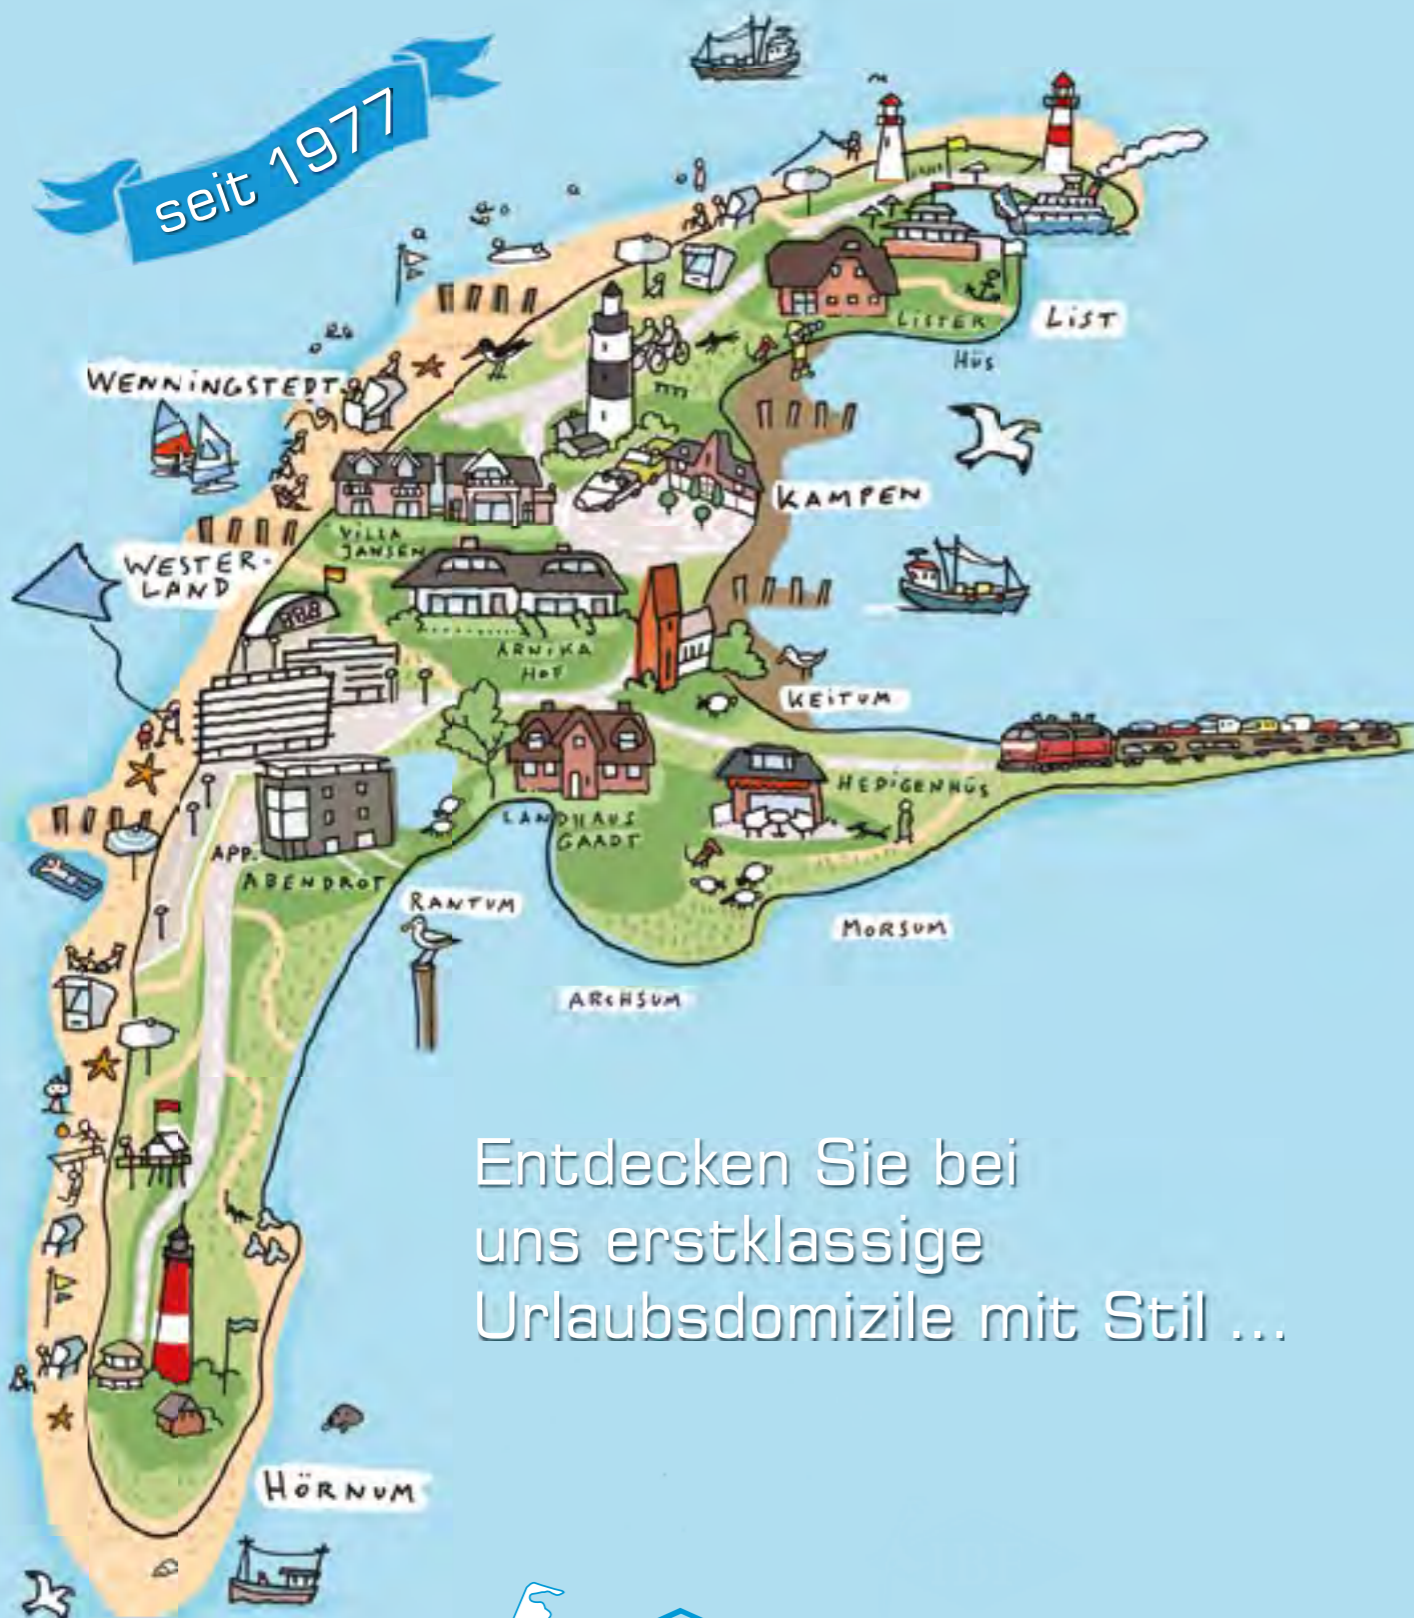 seit 1977
LiSTER
HüS
LiST
WENNiNGSTEDT
KAMPEN
ViLLA
JANSEN
WESTER-
LAND
ARNiKA
HOF
KEiTUM
HEDiGENHüS
LANDHAUS
GAADT
APP.
ABENDROT
RANTUM
MORSUM
ARCHSUM
Entdecken Sie bei
uns erstklassige
Urlaubsdomizile mit Stil ...
HÖRNUM